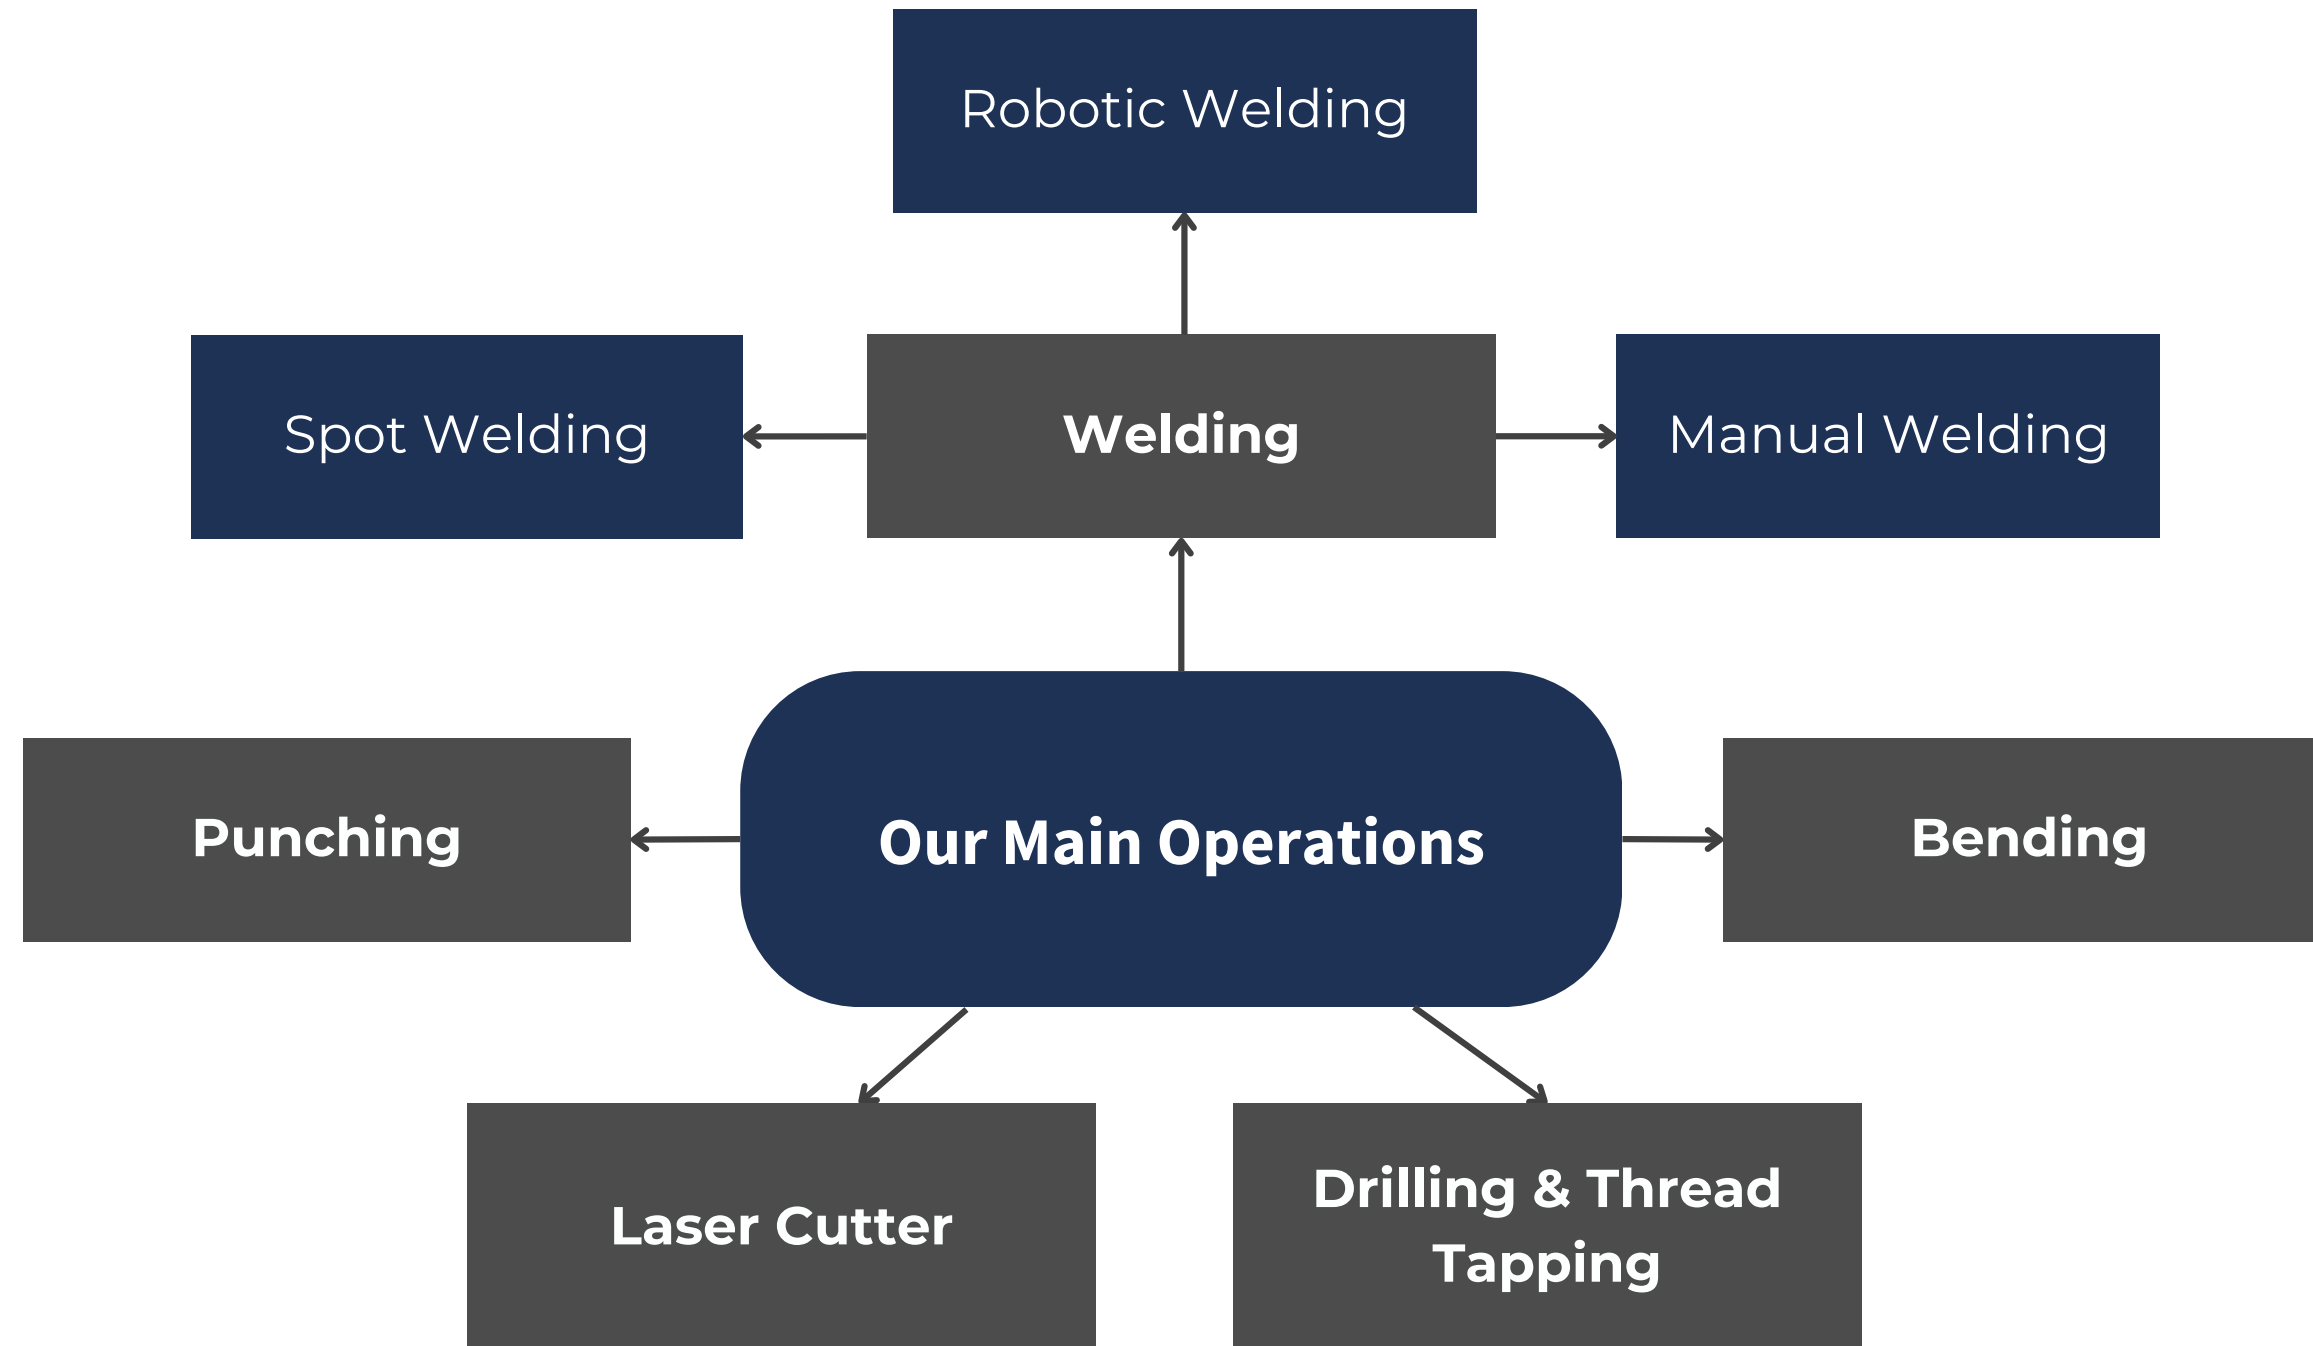 Robotic Welding
Spot Welding
Welding
Manual Welding
Punching
Our Main Operations
Bending
Laser Cutter
Drilling & Thread
Tapping